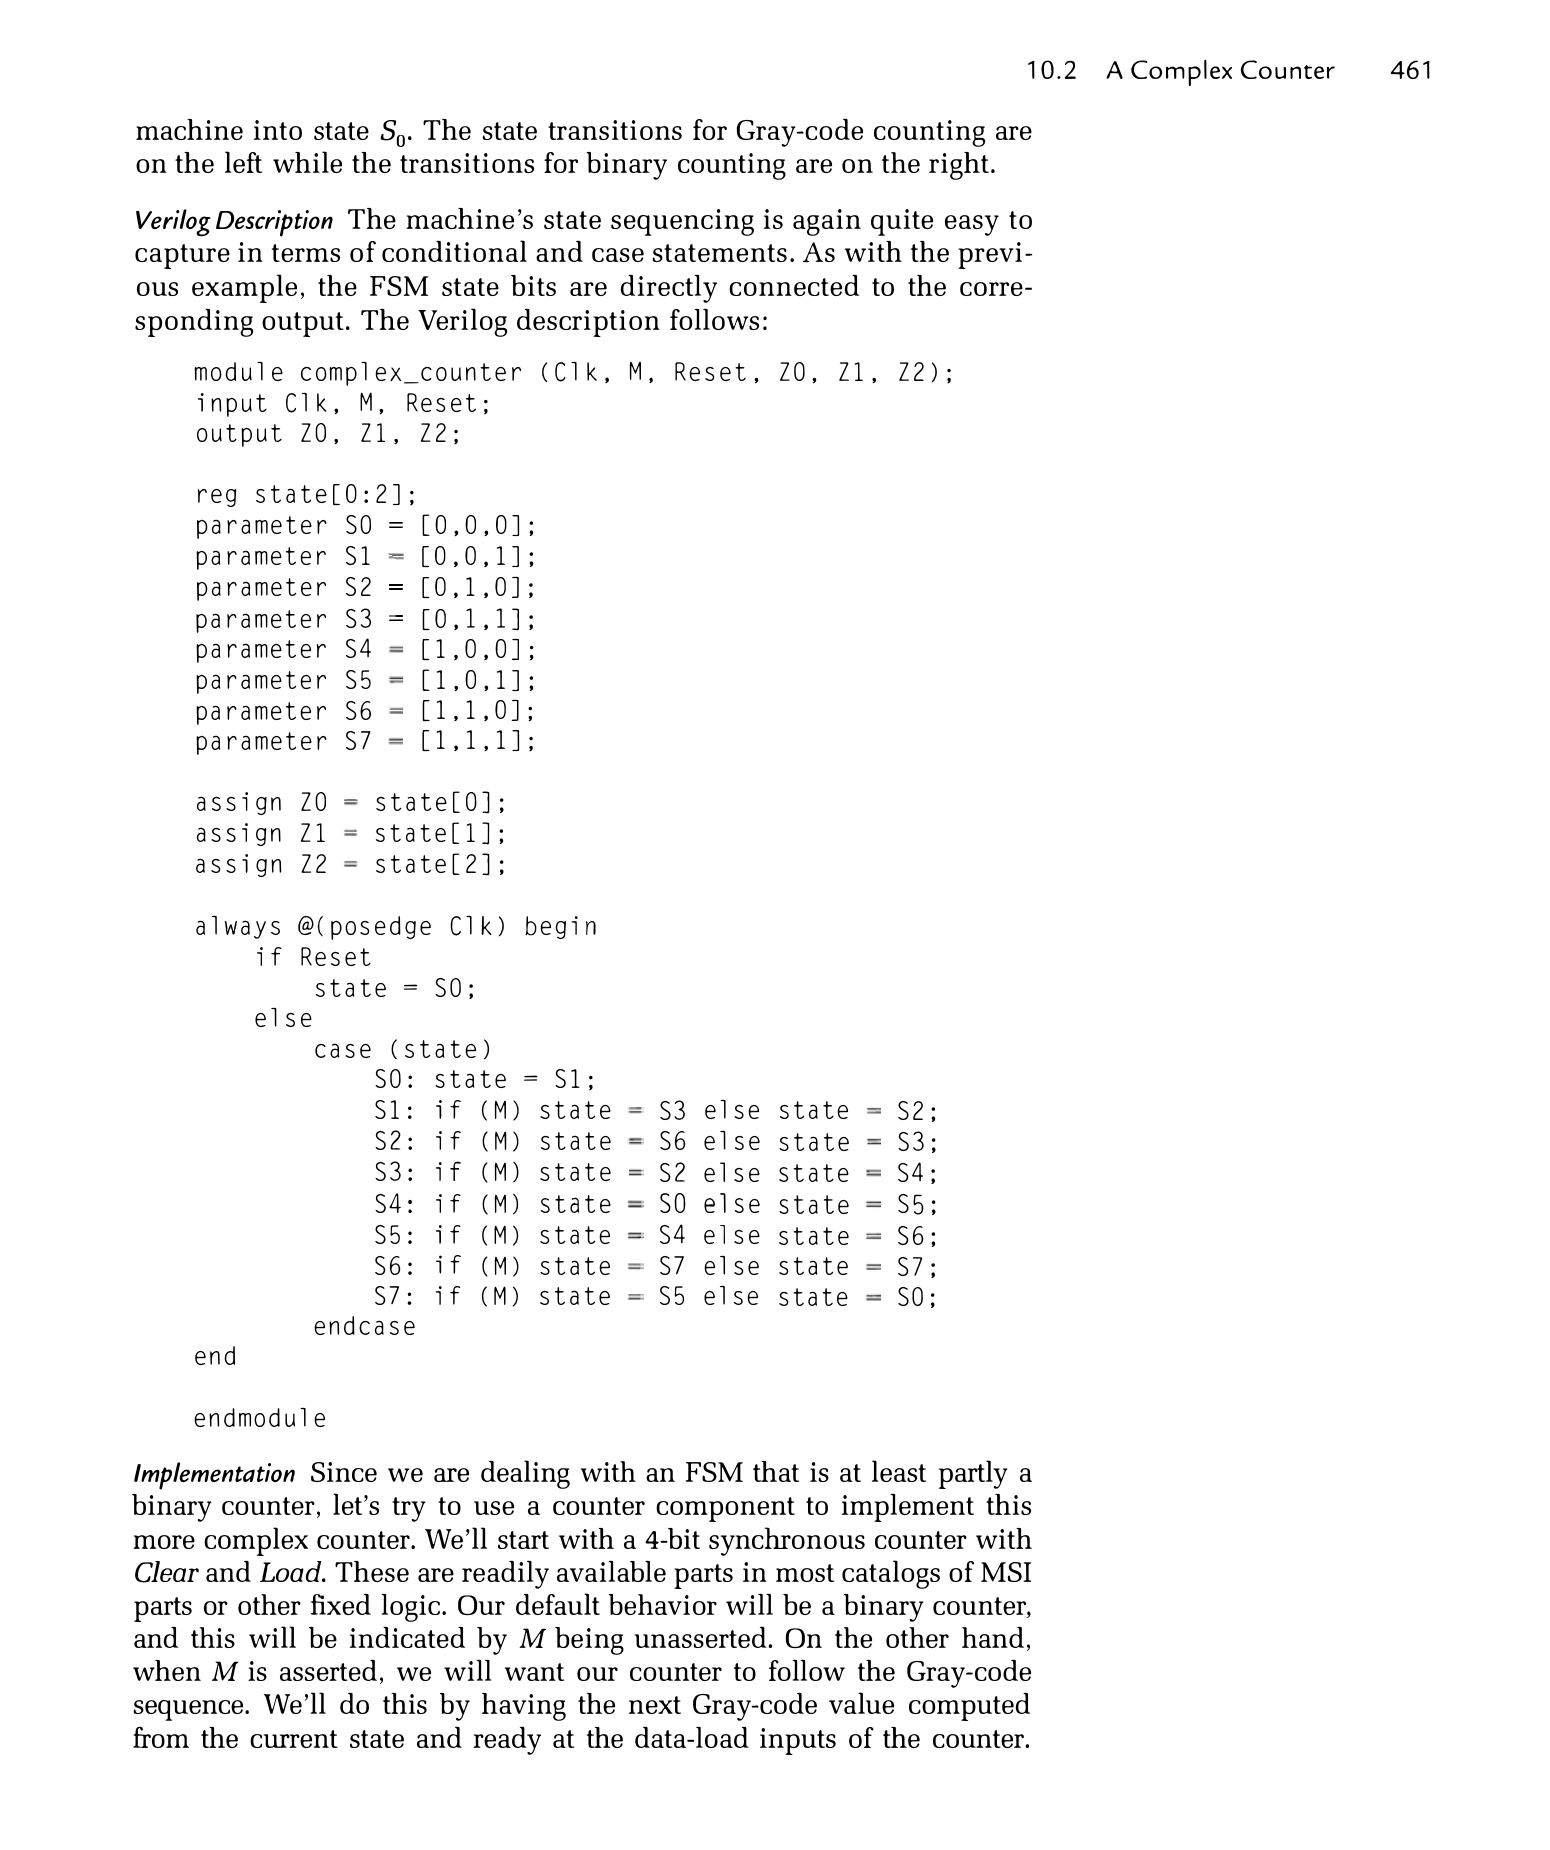 10.2 A Complex Counter 461
machine into state S0. The state transitions for Gray-code counting are
on the left while the transitions for binary counting are on the right.
Verilog Description The machine's state sequencing is again quite easy to
capture in terms of conditional and case statements. As with the previ-
ous example, the FSM state bits are directly connected to the corre-
sponding output. The Verilog description follows:
module complex_counter (Clk, M, Reset, Z0, Z1, Z2);
input Clk, M, Reset;
output Z0, Z1, Z2;
reg state[0:2];
parameter S0 = [0,0,0];
parameter S1 = [0,0,1];
parameter S2 = [0,1,0];
parameter S3 = [0,1,1];
parameter S4 = [1,0,0];
parameter S5 = [1,0,1];
parameter S6 = [1,1,0];
parameter S7 = [1,1,1];
assign Z0 = state[0];
assign Z1 = state[1];
assign Z2 = state[2];
always @(posedge Clk) begin
if Reset
state = S0;
else
case (state)
S0: state = S1;
S1: if (M) state = S3 else state = S2;
S2: if (M) state = S6 else state = S3;
S3: if (M) state = S2 else state = S4;
S4: if (M) state = S0 else state = S5;
S5: if (M) state = S4 else state = S6;
S6: if (M) state = S7 else state = S7;
S7: if (M) state = S5 else state = S0;
endcase
end
endmodule
Implementation Since we are dealing with an FSM that is at least partly a
binary counter, let's try to use a counter component to implement this
more complex counter. We'll start with a 4-bit synchronous counter with
Clear and Load. These are readily available parts in most catalogs of MSI
parts or other fixed logic. Our default behavior will be a binary counter,
and this will be indicated by M being unasserted. On the other hand,
when M is asserted, we will want our counter to follow the Gray-code
sequence. We'll do this by having the next Gray-code value computed
from the current state and ready at the data-load inputs of the counter.